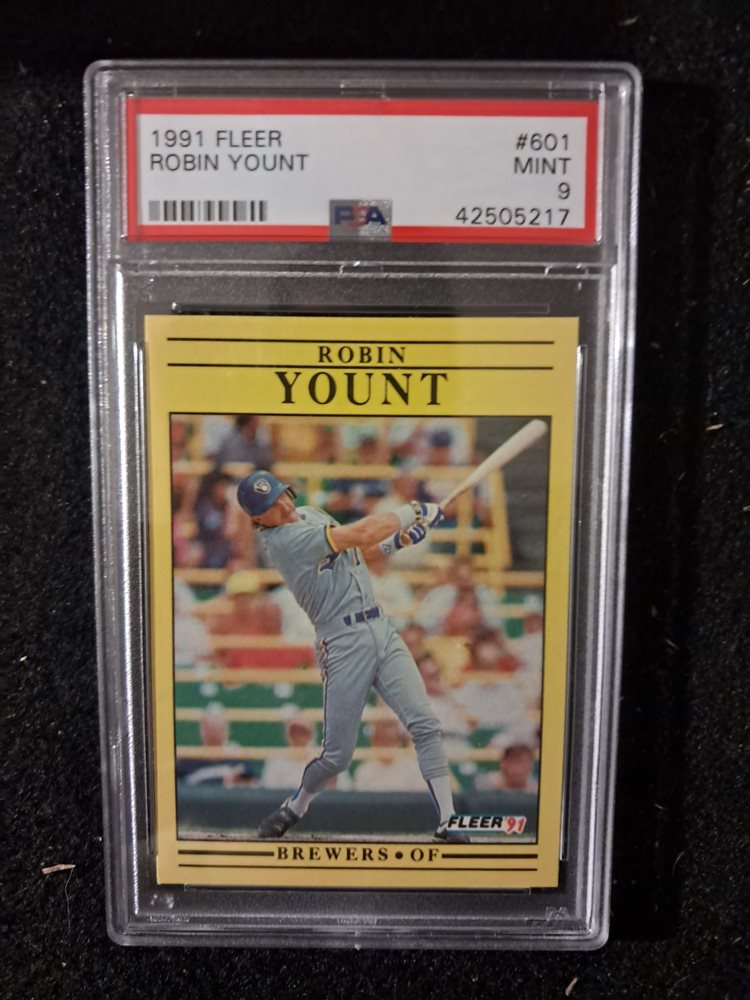 1991 FLEER #601
ROBIN YOUNT MINT
9
PSA 42505217
ROBIN
YOUNT
FLEER '91
BREWERS • OF